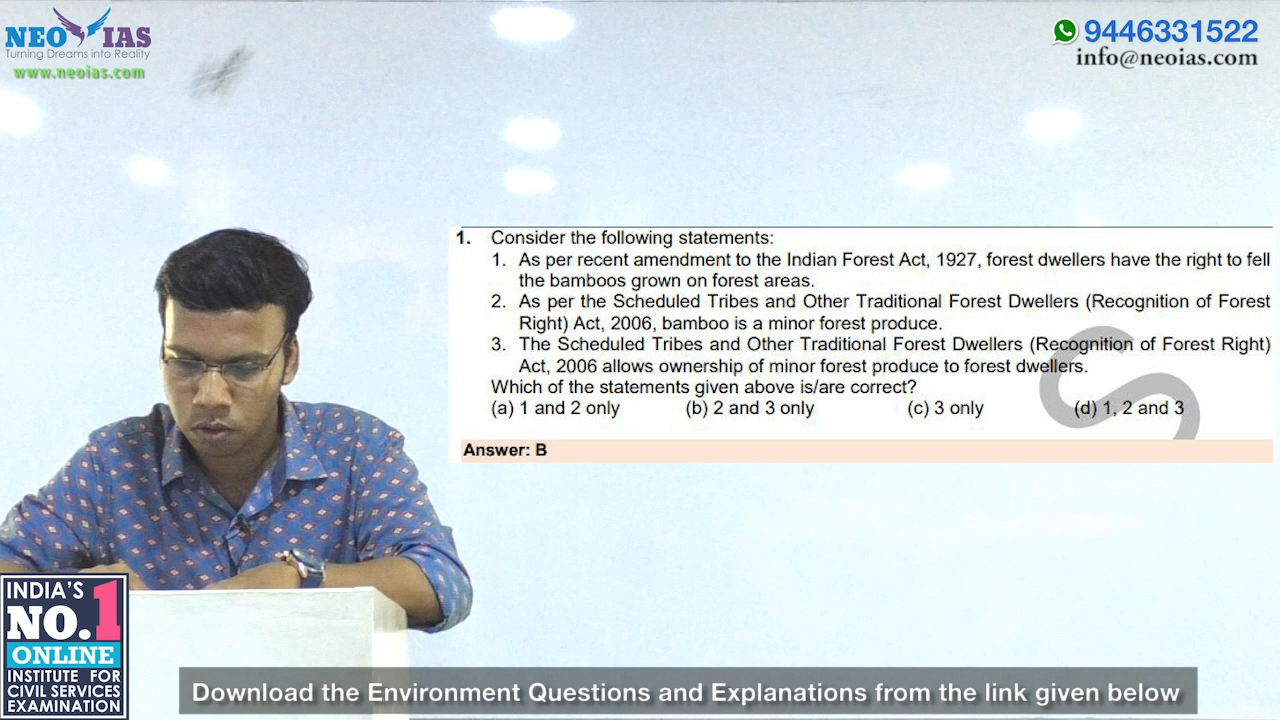 NEO IAS
Turning Dreams into Reality
www.neoias.com
9446331522
info@neoias.com
1. Consider the following statements:
1. As per recent amendment to the Indian Forest Act, 1927, forest dwellers have the right to fell
the bamboos grown on forest areas.
2. As per the Scheduled Tribes and Other Traditional Forest Dwellers (Recognition of Forest
Right) Act, 2006, bamboo is a minor forest produce.
3. The Scheduled Tribes and Other Traditional Forest Dwellers (Recognition of Forest Right)
Act, 2006 allows ownership of minor forest produce to forest dwellers.
Which of the statements given above is/are correct?
(a) 1 and 2 only (b) 2 and 3 only (c) 3 only (d) 1, 2 and 3
Answer: B
S
INDIA'S
NO.1
ONLINE
INSTITUTE FOR
CIVIL SERVICES
EXAMINATION
Download the Environment Questions and Explanations from the link given below